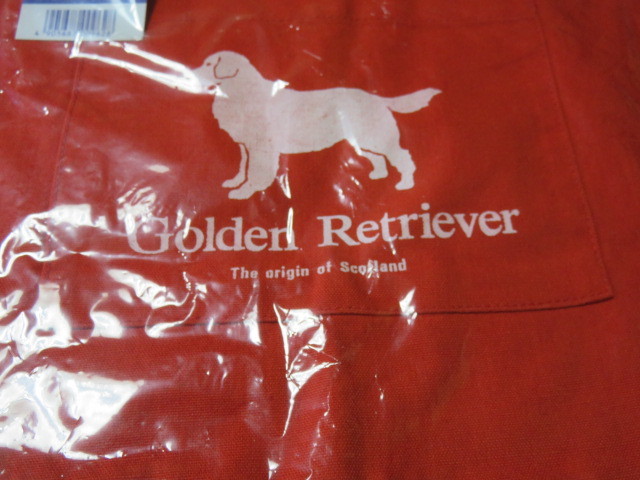 Golden Retriever
The origin of Scotland